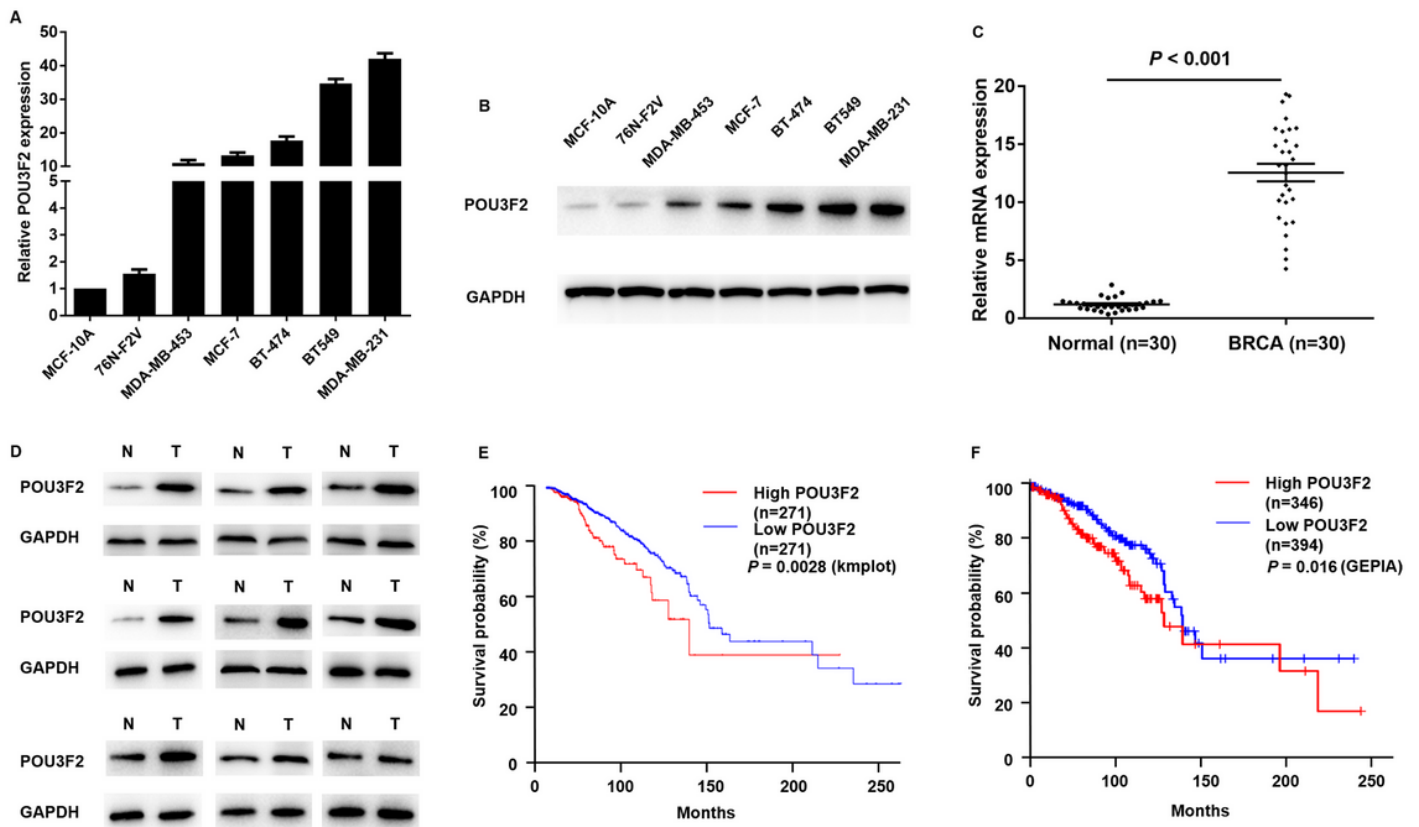 A
Relative POU3F2 expression
50
40
30
20
10
5
4
3
2
1
0
MCF-10A
76N-F2V
MDA-MB-453
MCF-7
BT-474
BT549
MDA-MB-231
B
MCF-10A
76N-F2V
MDA-MB-453
MCF-7
BT-474
BT549
MDA-MB-231
POU3F2
GAPDH
C
P < 0.001
Relative mRNA expression
20
15
10
5
0
Normal (n=30)
BRCA (n=30)
D
N T N T N T
POU3F2
GAPDH
N T N T N T
POU3F2
GAPDH
N T N T N T
POU3F2
GAPDH
E
Survival probability (%)
100
80
60
40
20
0
0 100 150 200 250
Months
High POU3F2
(n=271)
Low POU3F2
(n=271)
P = 0.0028 (kmplot)
F
Survival probability (%)
100
80
60
40
20
0
0 100 150 200 250
Months
High POU3F2
(n=346)
Low POU3F2
(n=394)
P = 0.016 (GEPIA)